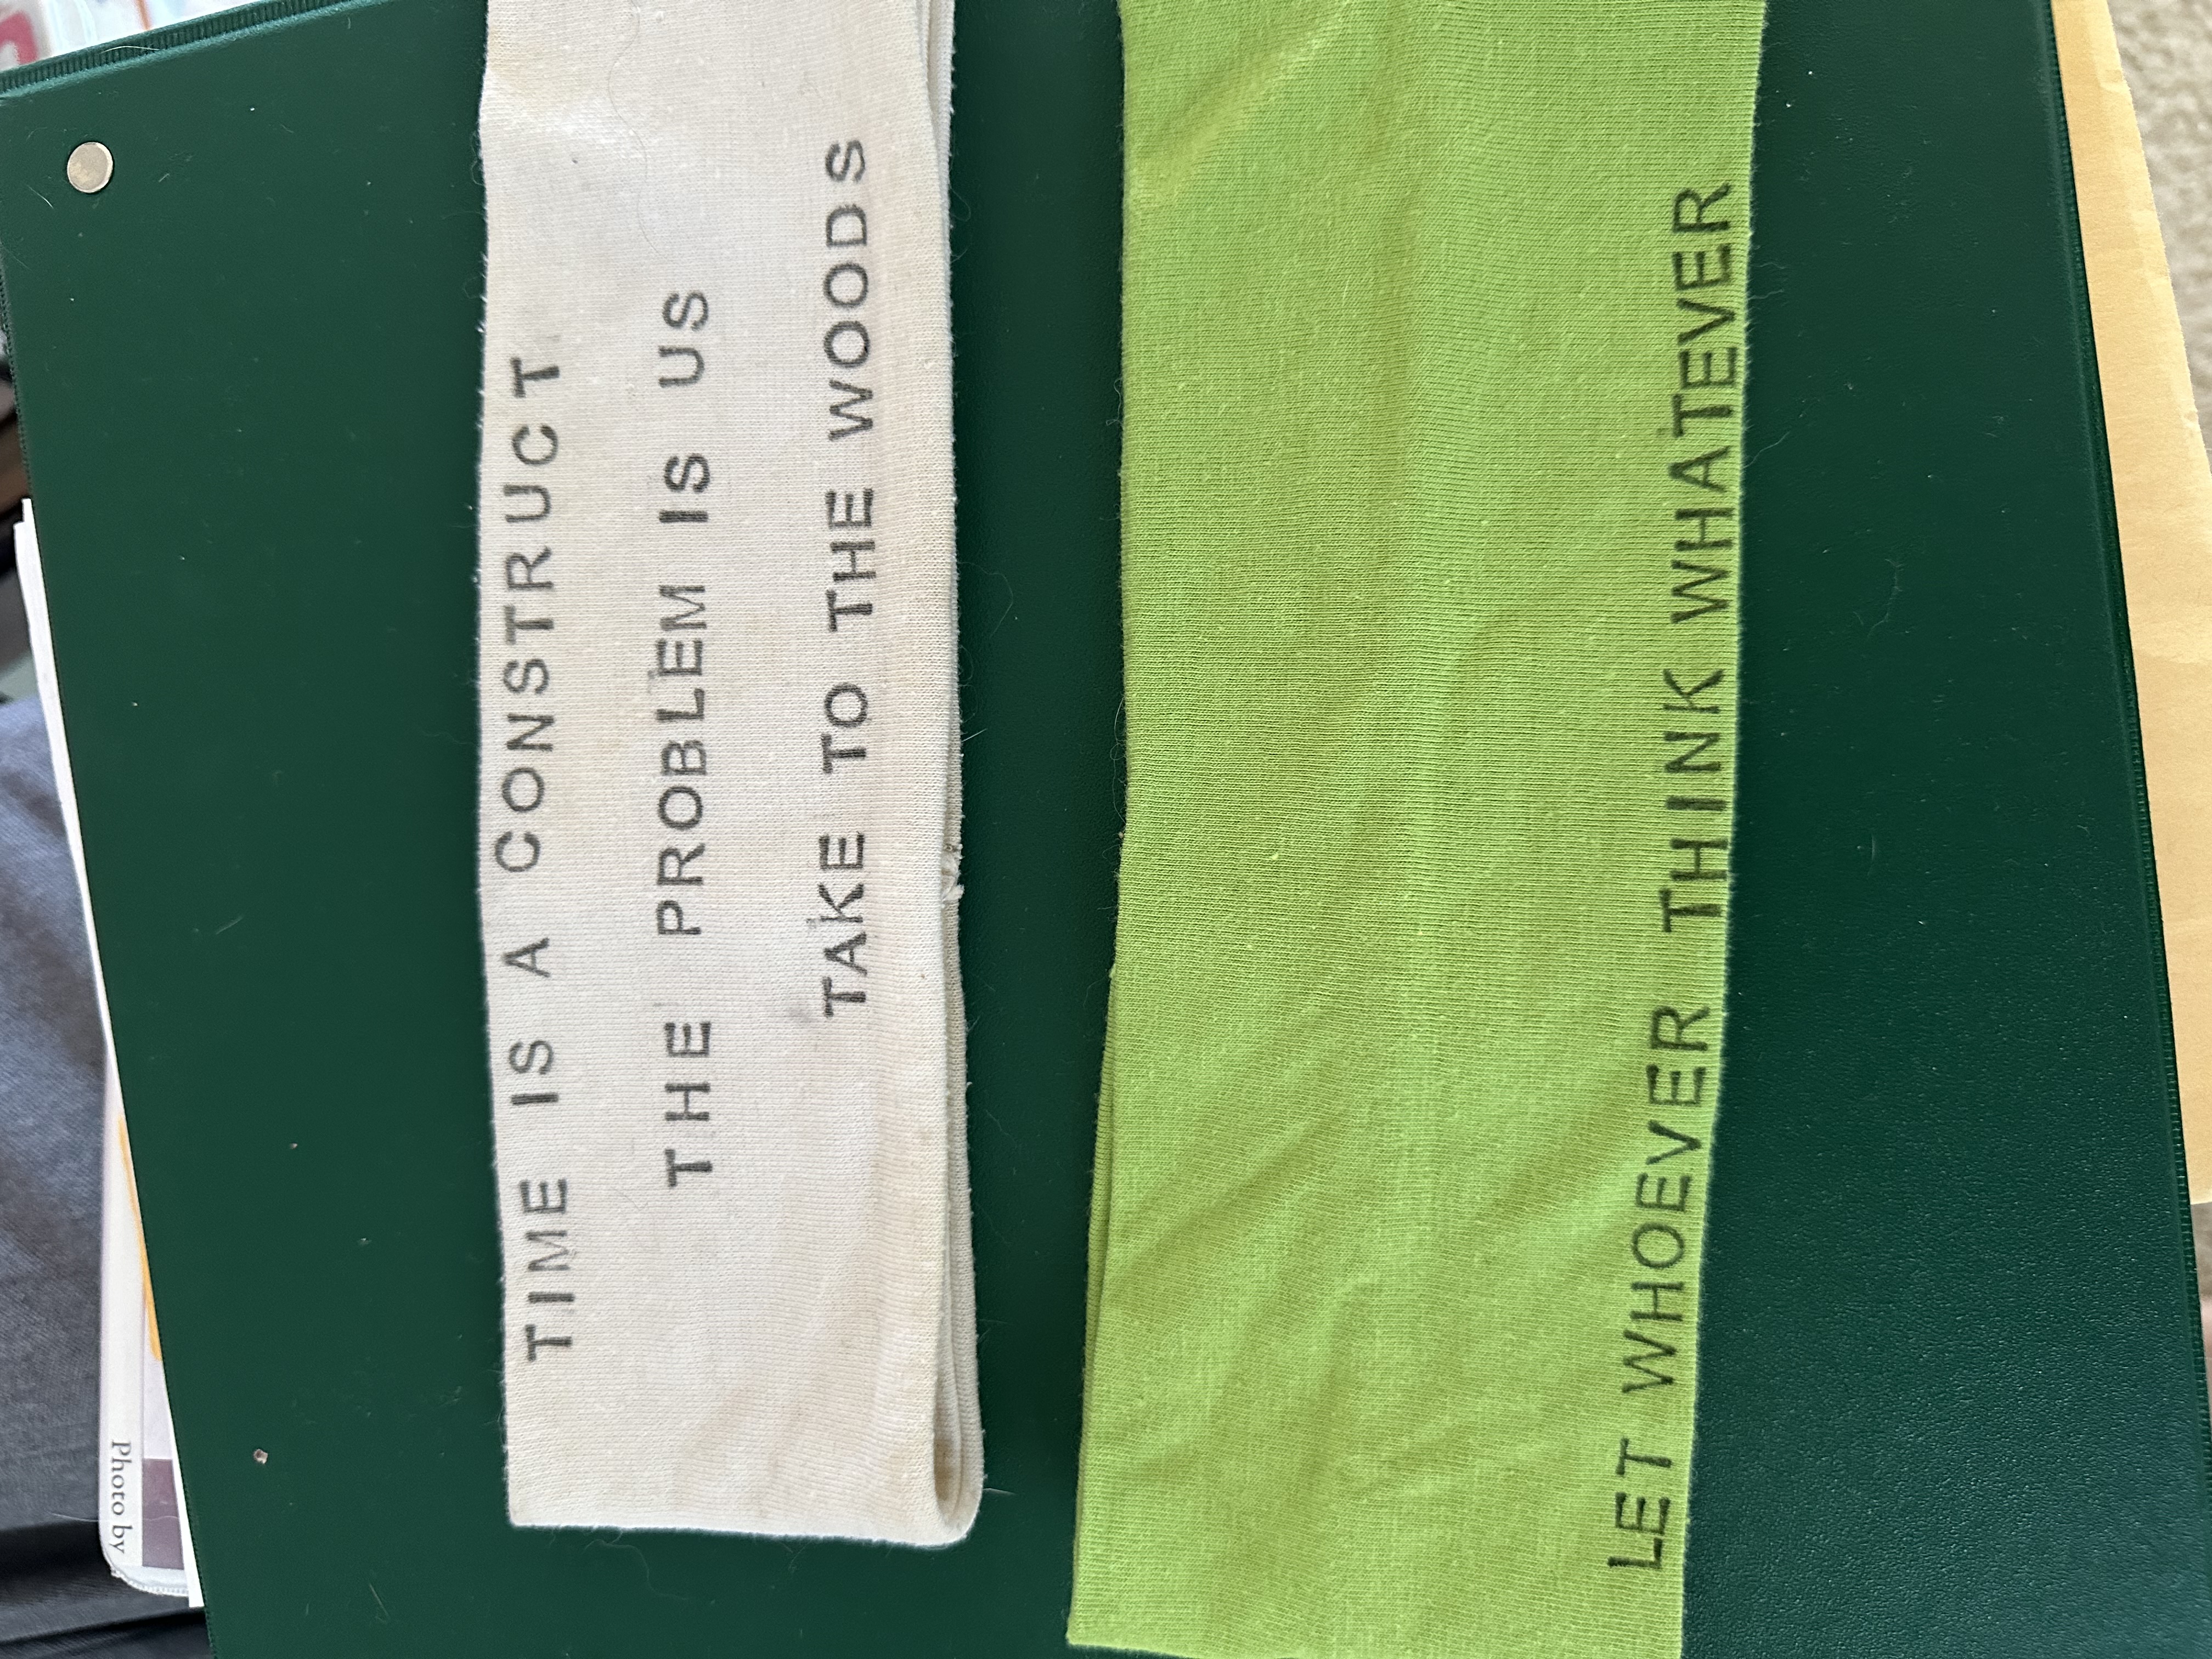 TIME IS A CONSTRUCT
THE PROBLEM IS US
TAKE TO THE WOODS
LET WHOEVER THINK WHATEVER
Photo by